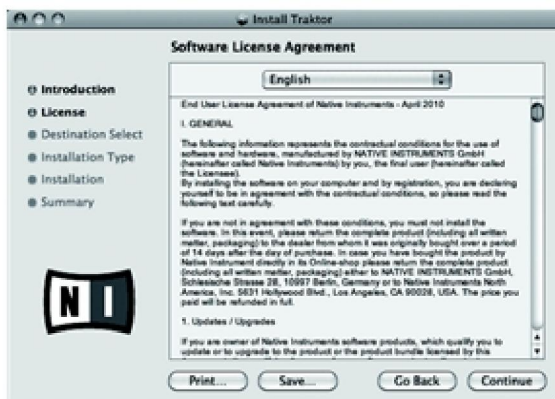 Install Traktor
Software License Agreement
English
Introduction
License
Destination Select
Installation Type
Installation
Summary
NI
End User License Agreement of Native Instruments - April 2010
I. GENERAL
The following information represents the contractual conditions for the use of
software and hardware, manufactured by NATIVE INSTRUMENTS GmbH
(hereinafter called Native Instruments) by you, the final user (hereinafter called
the Licensee).
By installing the software on your computer and by registration, you are declaring
yourself to be in agreement with the contractual conditions, so please read the
following text carefully.
If you are not in agreement with these conditions, you must not install the
software. In this event, please return the complete product (including all written
matter, packaging) to the dealer from whom it was originally bought over a period
of 14 days after the day of purchase. In case you have bought the product by
Native Instrument directly in its Online-shop please return the complete product
(including all written matter, packaging) either to NATIVE INSTRUMENTS GmbH,
Schlesische Strasse 28, 10997 Berlin, Germany or to Native Instruments North
America, Inc. 5631 Hollywood Blvd., Los Angeles, CA 90028, USA. The price you
paid will be refunded in full.
1. Updates / Upgrades
If you are owner of Native Instruments software products, which qualify you to
update or to upgrade to the product or the product bundle licensed by this
Print...
Save...
Go Back
Continue